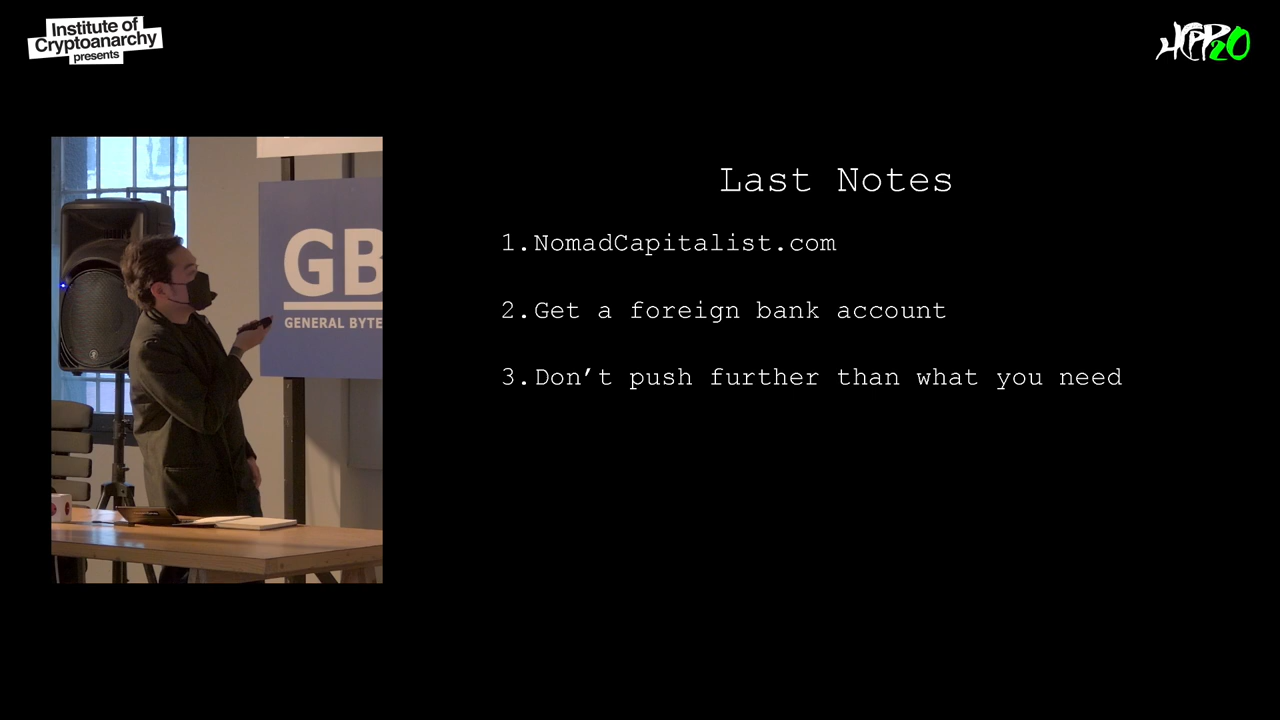 Institute of
Cryptoanarchy
presents
HCPP20
Last Notes
1.NomadCapitalist.com
2.Get a foreign bank account
3.Don’t push further than what you need
GB
GENERAL BYTE